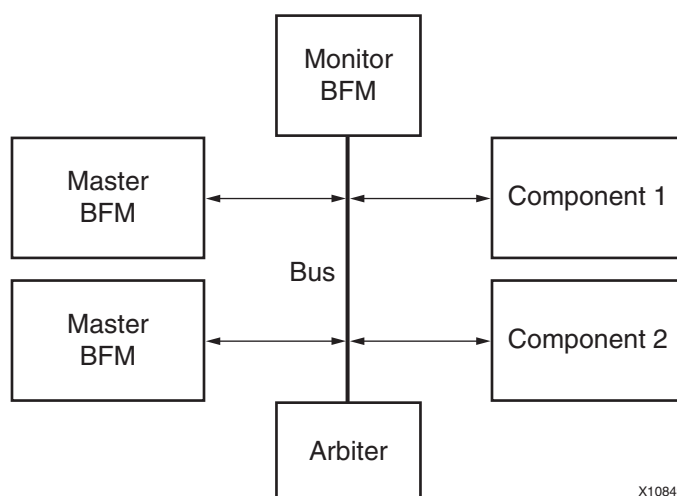 Monitor
BFM
Master
BFM
Component 1
Bus
Master
BFM
Component 2
Arbiter
X1084